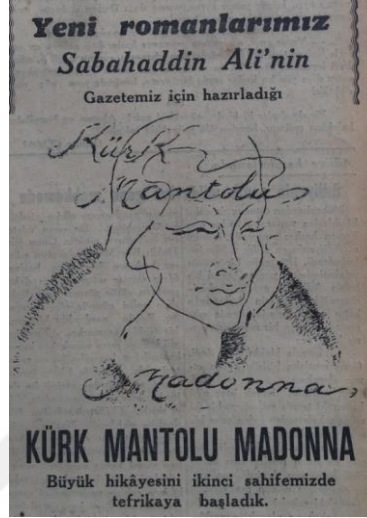 Yeni romanlarımız
Sabahaddin Ali'nin
Gazetemiz için hazırladığı
Kürk
Mantolu
Madonna
KÜRK MANTOLU MADONNA
Büyük hikâyesini ikinci sahifemizde
tefrikaya başladık.